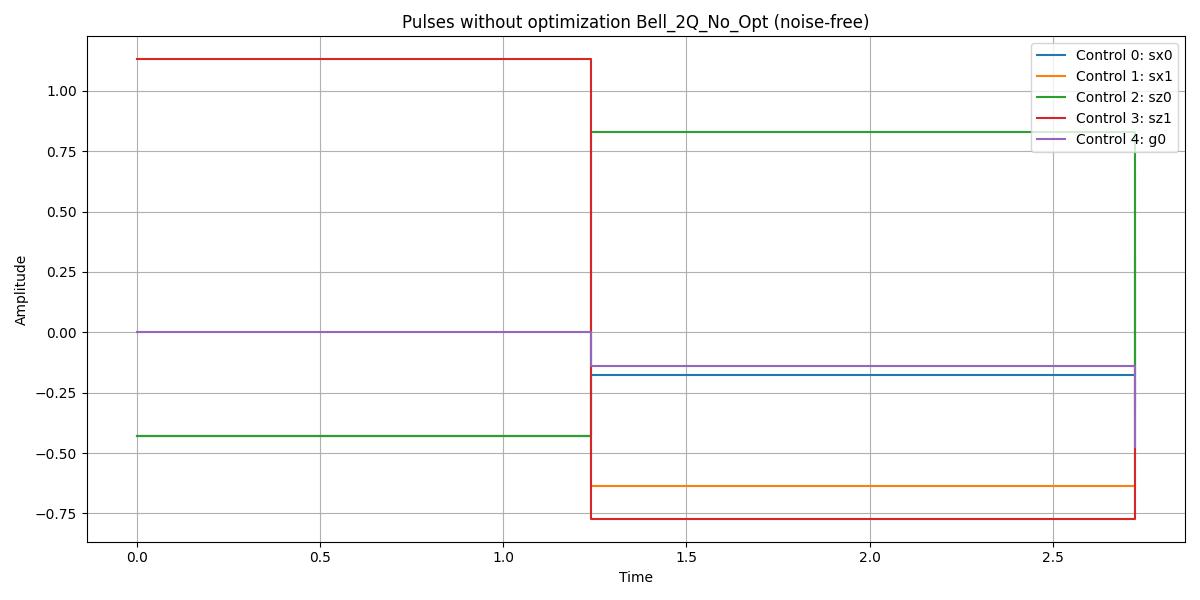 Pulses without optimization Bell_2Q_No_Opt (noise-free)
Control 0: sx0
Control 1: sx1
Control 2: sz0
Control 3: sz1
Control 4: g0
Amplitude
1.00
0.75
0.50
0.25
0.00
−0.25
−0.50
−0.75
0.0 0.5 1.0 1.5 2.0 2.5
Time